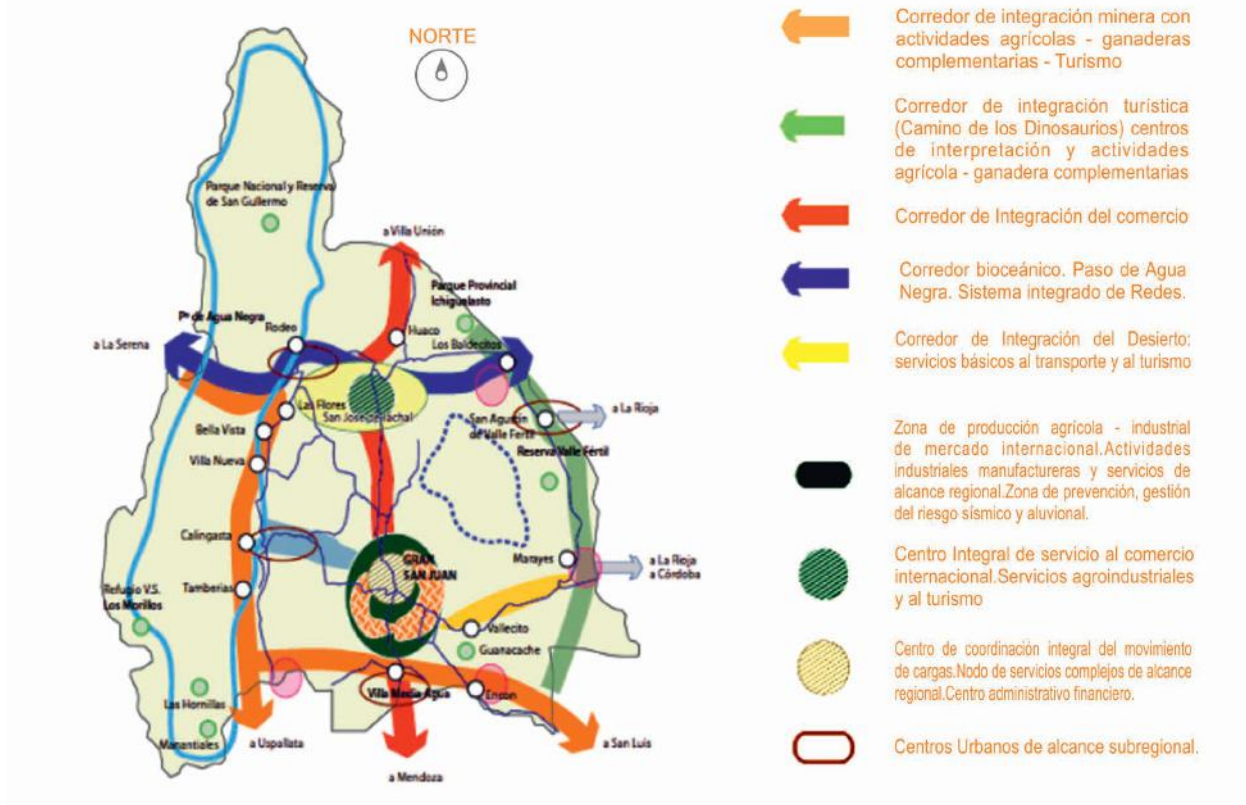 NORTE
Parque Nacional y Reserva
de San Gullermo
a Villa Unión
Parque Provincial
Ichigualasto
Pº de Agua Negra
Rodeo
Huaco
a La Serena
Los Baldecitos
Las Flores
San Jose de Jachal
a La Rioja
San Agustín
de Valle Fertil
Bella Vista
Reserva Valle Fértil
Villa Nueva
Calingasta
GRAN
SAN JUAN
Marayes
a La Rioja
a Córdoba
Tamberias
Refugio V.S.
Los Morillos
Vallecito
Guanacache
Villa Media Agua
Encon
Las Hornillas
Manantiales
a Uspallata
a San Luis
a Mendoza
Corredor de integración minera con
actividades agrícolas - ganaderas
complementarias - Turismo
Corredor de integración turística
(Camino de los Dinosaurios) centros
de interpretación y actividades
agrícola - ganadera complementarias
Corredor de Integración del comercio
Corredor bioceánico. Paso de Agua
Negra. Sistema integrado de Redes.
Corredor de Integración del Desierto:
servicios básicos al transporte y al turismo
Zona de producción agrícola - industrial
de mercado internacional.Actividades
industriales manufactureras y servicios de
alcance regional.Zona de prevención, gestión
del riesgo sísmico y aluvional.
Centro Integral de servicio al comercio
internacional.Servicios agroindustriales
y al turismo
Centro de coordinación integral del movimiento
de cargas.Nodo de servicios complejos de alcance
regional.Centro administrativo financiero.
Centros Urbanos de alcance subregional.